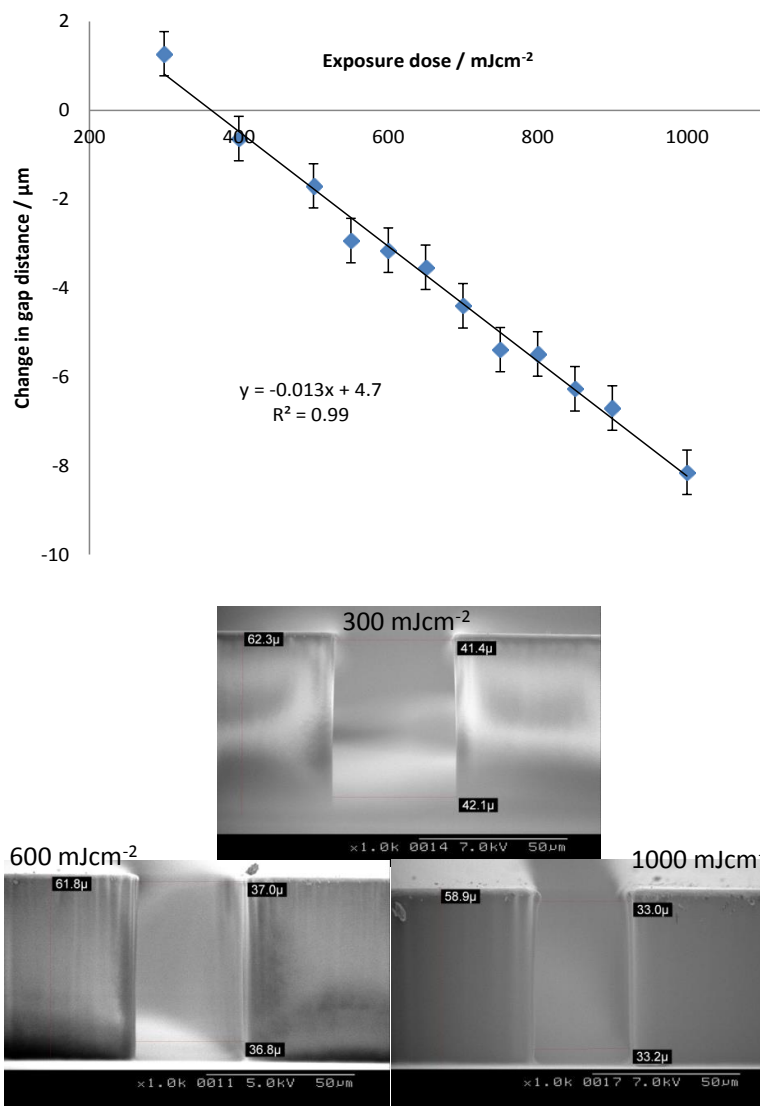 2
Exposure dose / mJcm⁻²
0
200 400 600 800 1000
-2
-4
-6
-8
-10
Change in gap distance / μm
y = -0.013x + 4.7
R² = 0.99
300 mJcm⁻²
62.3μ
41.4μ
42.1μ
x1.0k 0014 7.0kV 50μm
600 mJcm⁻²
61.8μ
37.0μ
36.8μ
x1.0k 0011 5.0kV 50μm
1000 mJcm⁻
58.9μ
33.0μ
33.2μ
x1.0k 0017 7.0kV 50μm